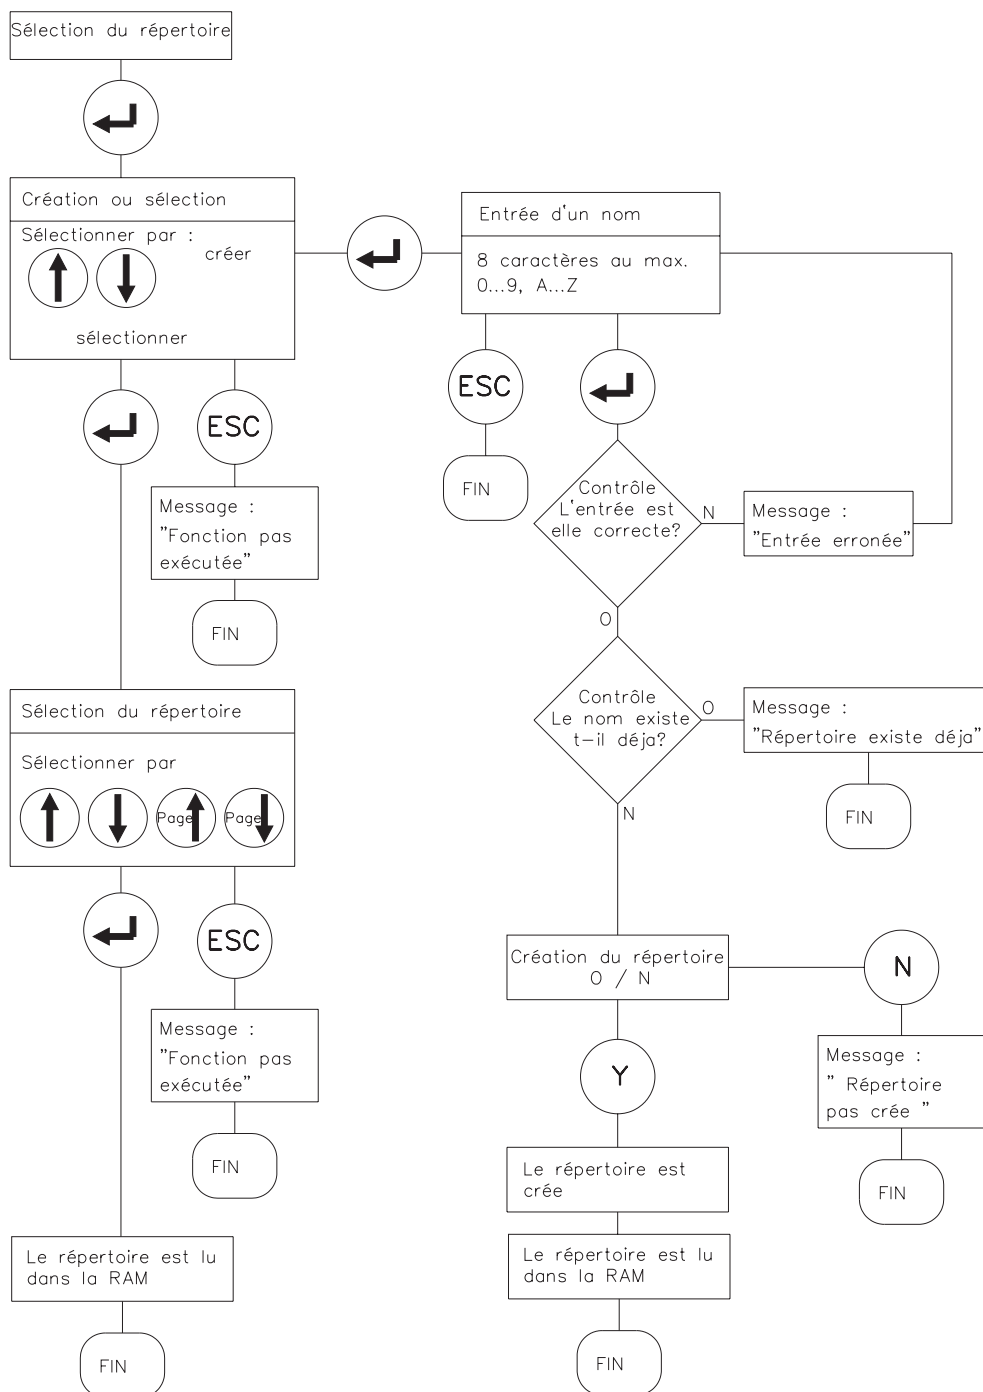 Sélection du répertoire
Création ou sélection
Sélectionner par :
créer
sélectionner
Entrée d'un nom
8 caractères au max.
0...9, A...Z
ESC
ESC
FIN
Message :
"Fonction pas
exécutée"
FIN
Contrôle
L'entrée est
elle correcte?
N
Message :
"Entrée erronée"
O
Contrôle
Le nom existe
t-il déja?
O
Message :
"Répertoire existe déja"
FIN
N
Sélection du répertoire
Sélectionner par
Page
Page
ESC
Message :
"Fonction pas
exécutée"
FIN
Création du répertoire
O / N
N
Message :
" Répertoire
pas crée "
FIN
Y
Le répertoire est
crée
Le répertoire est lu
dans la RAM
FIN
Le répertoire est lu
dans la RAM
FIN